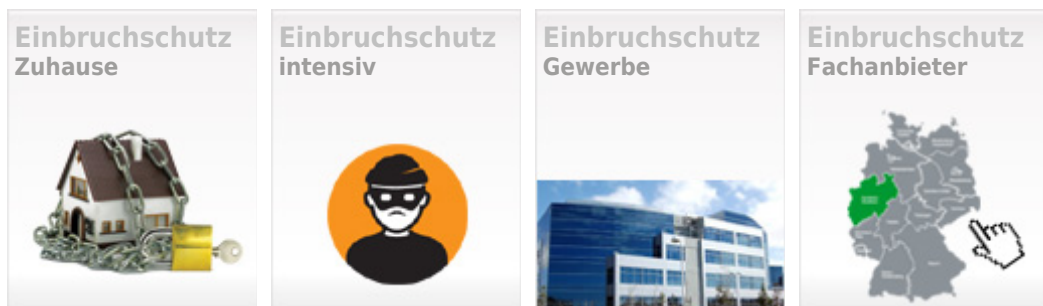 Einbruchschutz
Zuhause
Einbruchschutz
intensiv
Einbruchschutz
Gewerbe
Einbruchschutz
Fachanbieter